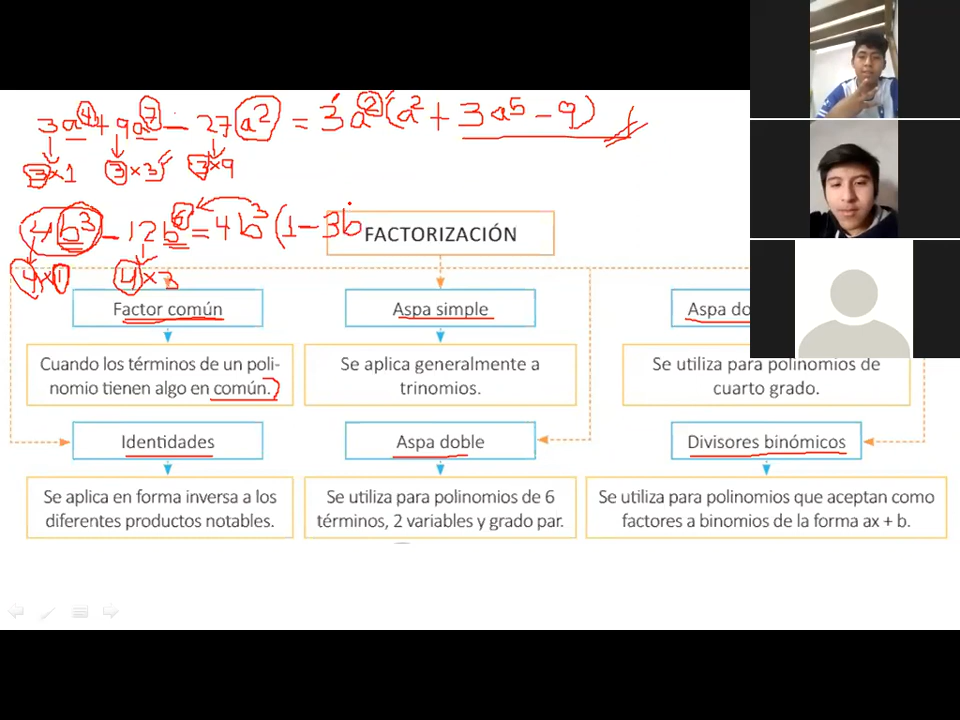 3a⁴ + 9a⁷ - 27a² = 3a²(a² + 3a⁵ - 9)
3×1 3×3 3×9
4b³ - 12b⁶ = 4b³(1 - 3b
4×1 4×3
FACTORIZACIÓN
Factor común
Aspa simple
Aspa do
Cuando los términos de un poli-
nomio tienen algo en común.
Se aplica generalmente a
trinomios.
Se utiliza para polinomios de
cuarto grado.
Identidades
Aspa doble
Divisores binómicos
Se aplica en forma inversa a los
diferentes productos notables.
Se utiliza para polinomios de 6
términos, 2 variables y grado par.
Se utiliza para polinomios que aceptan como
factores a binomios de la forma ax + b.